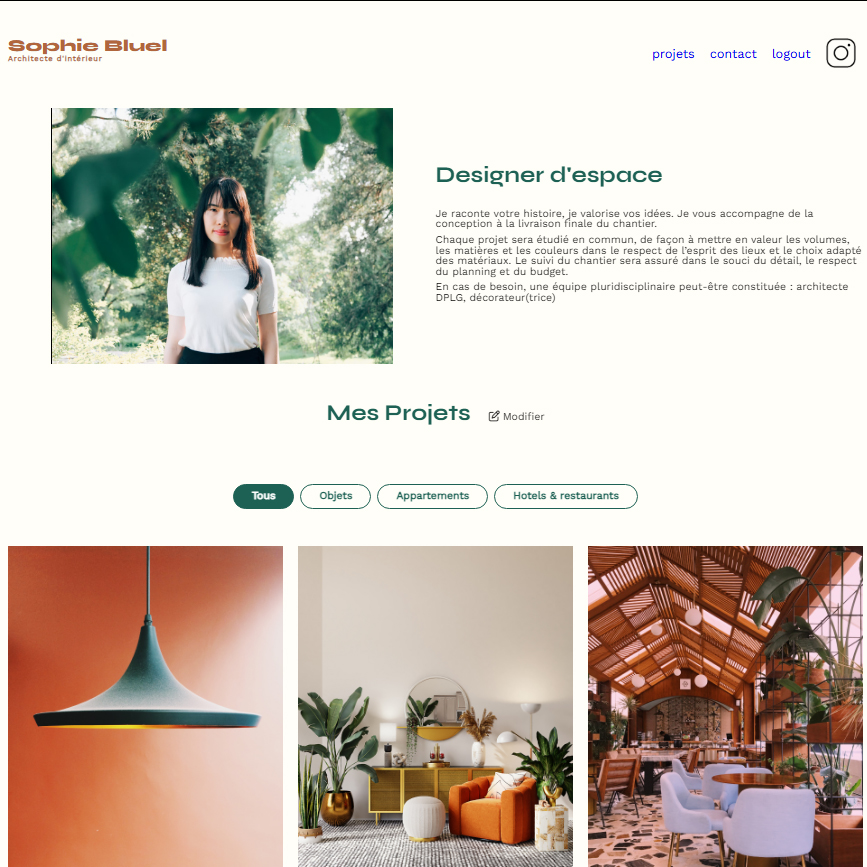 Sophie Bluel
Architecte d'intérieur
projets contact logout
Designer d'espace
Je raconte votre histoire, je valorise vos idées. Je vous accompagne de la
conception à la livraison finale du chantier.
Chaque projet sera étudié en commun, de façon à mettre en valeur les volumes,
les matières et les couleurs dans le respect de l'esprit des lieux et le choix adapté
des matériaux. Le suivi du chantier sera assuré dans le souci du détail, le respect
du planning et du budget.
En cas de besoin, une équipe pluridisciplinaire peut-être constituée : architecte
DPLG, décorateur(trice)
Mes Projets Modifier
Tous Objets Appartements Hotels & restaurants